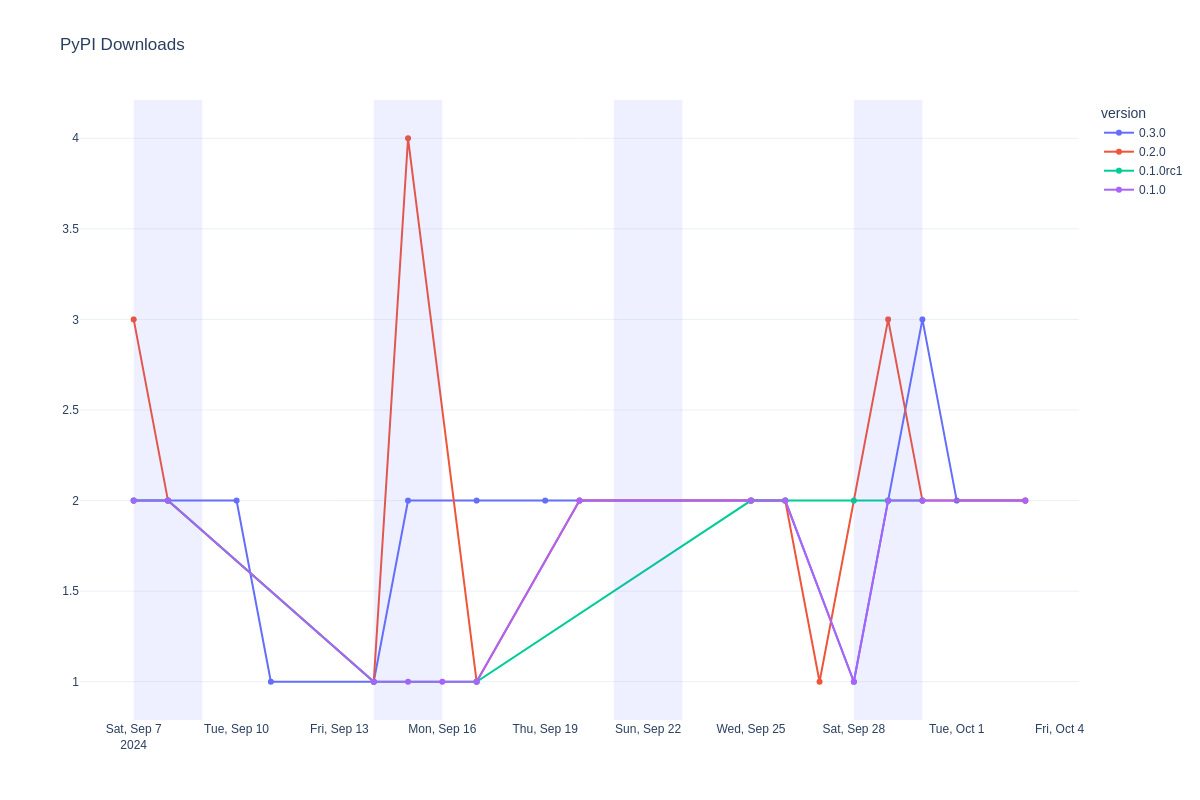 PyPI Downloads
version
0.3.0
0.2.0
0.1.0rc1
0.1.0
4
3.5
3
2.5
2
1.5
1
Sat, Sep 7
2024
Tue, Sep 10
Fri, Sep 13
Mon, Sep 16
Thu, Sep 19
Sun, Sep 22
Wed, Sep 25
Sat, Sep 28
Tue, Oct 1
Fri, Oct 4